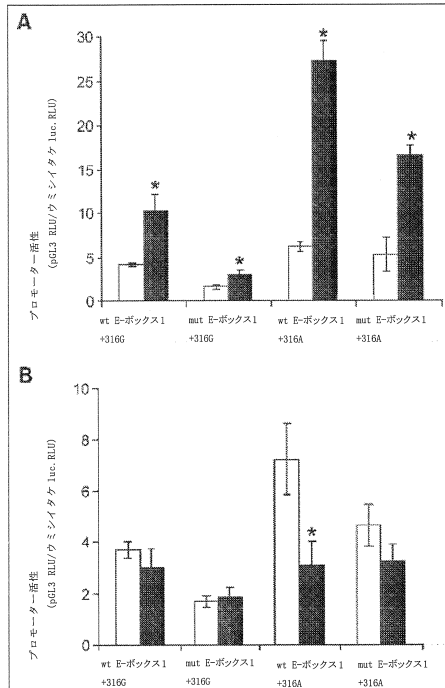 A
プロモーター活性
(pGL3 RLU/ウミシイタケ luc.RLU)
30
25
20
15
10
5
0
*
*
*
*
wt E-ボックス1
+316G
mut E-ボックス1
+316G
wt E-ボックス1
+316A
mut E-ボックス1
+316A
B
プロモーター活性
(pGL3 RLU/ウミシイタケ luc.RLU)
10
8
6
4
2
0
*
wt E-ボックス1
+316G
mut E-ボックス1
+316G
wt E-ボックス1
+316A
mut E-ボックス1
+316A